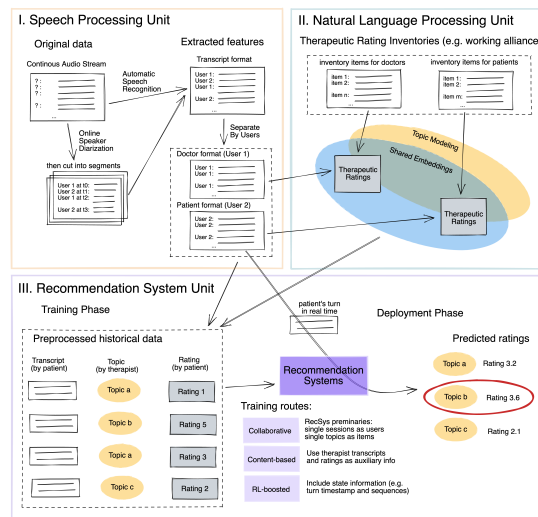 I. Speech Processing Unit
Original data
Extracted features
Continous Audio Stream
? :
? :
? :
? :
...
Automatic
Speech
Recognition
Transcript format
User 1:
User 2:
User 1:
User 2:
...
Online
Speaker
Diarization
then cut into segments
User 1 at t0:
User 2 at t1:
User 1 at t2:
User 2 at t3:
...
Separate
By Users
Doctor format (User 1)
User 1:
User 1:
User 1:
...
Patient format (User 2)
User 2:
User 2:
User 2:
...
II. Natural Language Processing Unit
Therapeutic Rating Inventories (e.g. working alliance
inventory items for doctors
item 1:
item 2:
item n:
...
inventory items for patients
item 1:
item 2:
item m:
...
Topic Modeling
Shared Embeddings
Therapeutic
Ratings
Therapeutic
Ratings
III. Recommendation System Unit
Training Phase
Preprocessed historical data
Transcript
(by patient)
Topic
(by therapist)
Rating
(by patient)
Topic a
Rating 1
Topic b
Rating 5
Topic a
Rating 3
Topic c
Rating 2
patient's turn
in real time
Deployment Phase
Recommendation
Systems
Predicted ratings
Topic a
Rating 3.2
Topic b
Rating 3.6
Topic c
Rating 2.1
Training routes:
Collaborative
RecSys preminaries:
single sessions as users
single topics as items
Content-based
Use therapist transcripts
and ratings as auxiliary info
RL-boosted
Include state information (e.g.
turn timestamp and sequences)